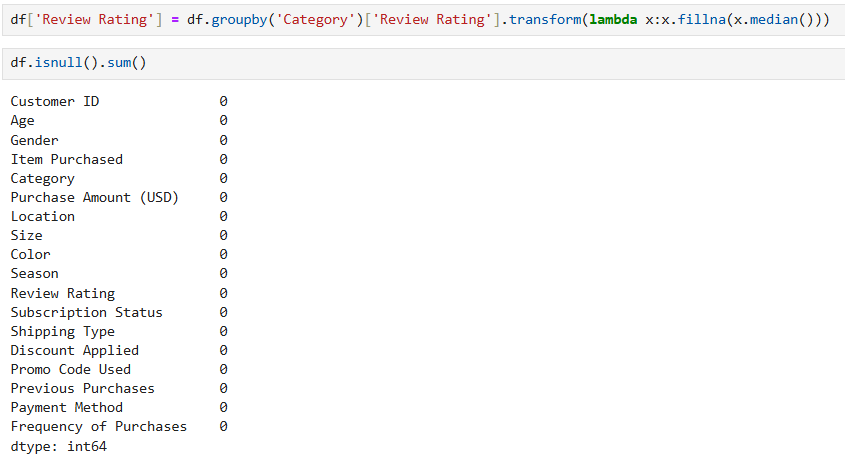 df['Review Rating'] = df.groupby('Category')['Review Rating'].transform(lambda x:x.fillna(x.median()))
df.isnull().sum()
Customer ID 0
Age 0
Gender 0
Item Purchased 0
Category 0
Purchase Amount (USD) 0
Location 0
Size 0
Color 0
Season 0
Review Rating 0
Subscription Status 0
Shipping Type 0
Discount Applied 0
Promo Code Used 0
Previous Purchases 0
Payment Method 0
Frequency of Purchases 0
dtype: int64